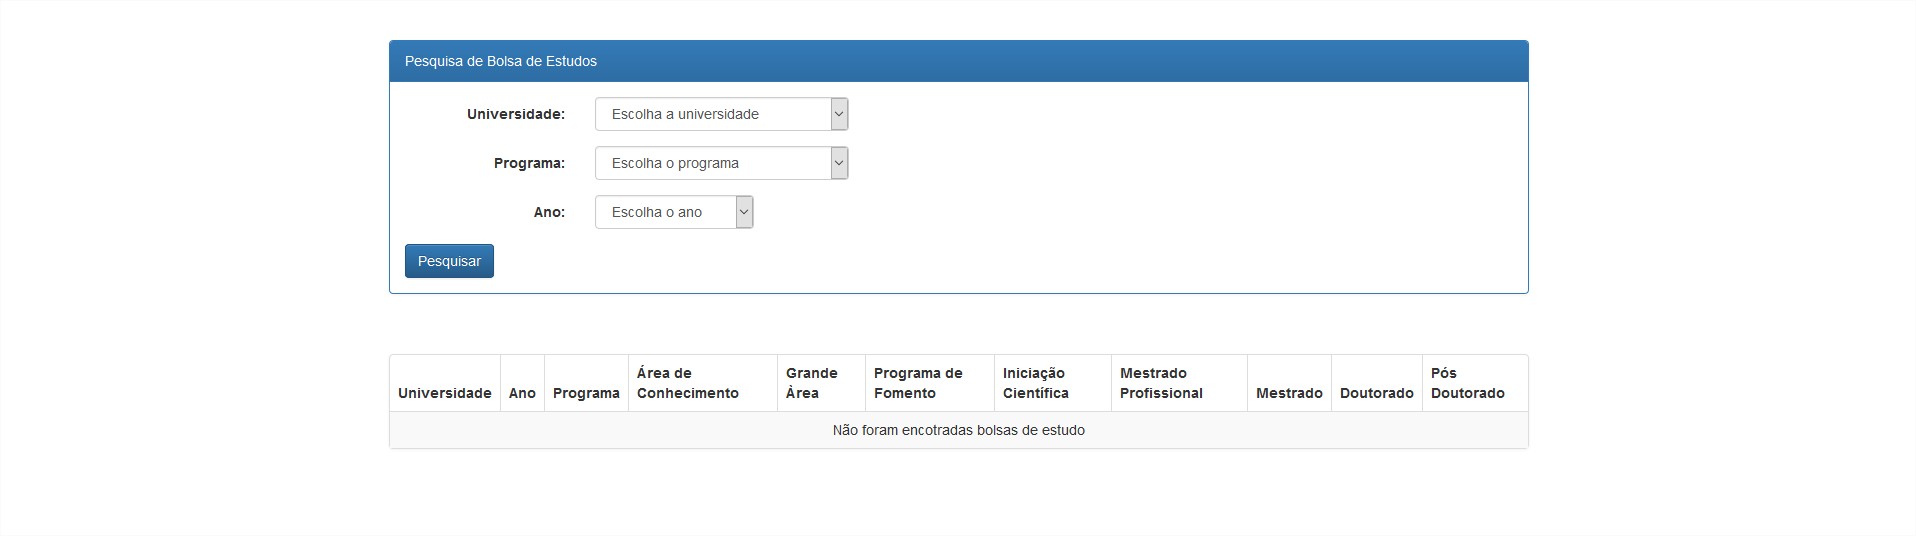 Pesquisa de Bolsa de Estudos
Universidade: Escolha a universidade
Programa: Escolha o programa
Ano: Escolha o ano
Pesquisar
Universidade Ano Programa Área de Conhecimento Grande Àrea Programa de Fomento Iniciação Científica Mestrado Profissional Mestrado Doutorado Pós Doutorado
Não foram encotradas bolsas de estudo